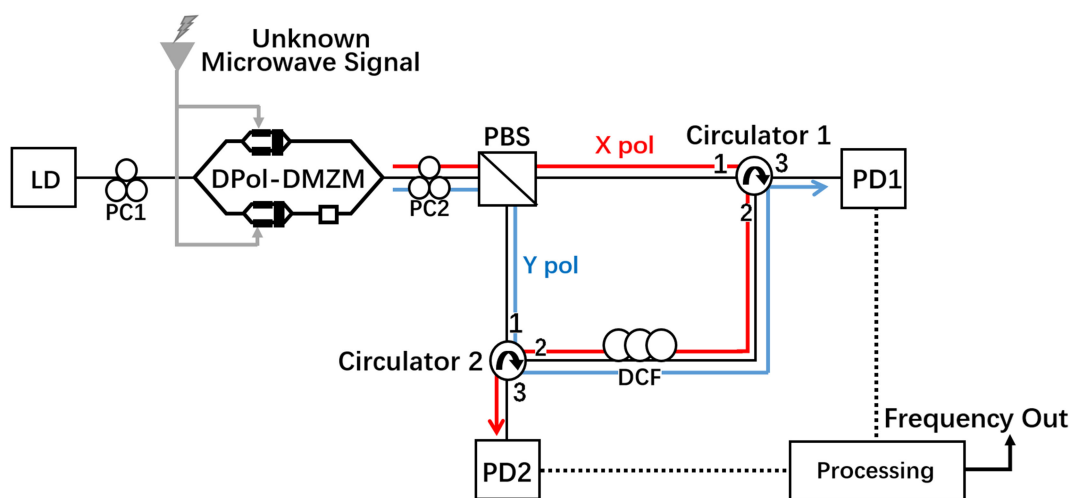 Unknown
Microwave Signal
PBS
X pol
Circulator 1
1
3
LD
DPol-DMZM
PD1
PC1
PC2
2
Y pol
1
Circulator 2
2
DCF
3
Frequency Out
PD2
Processing